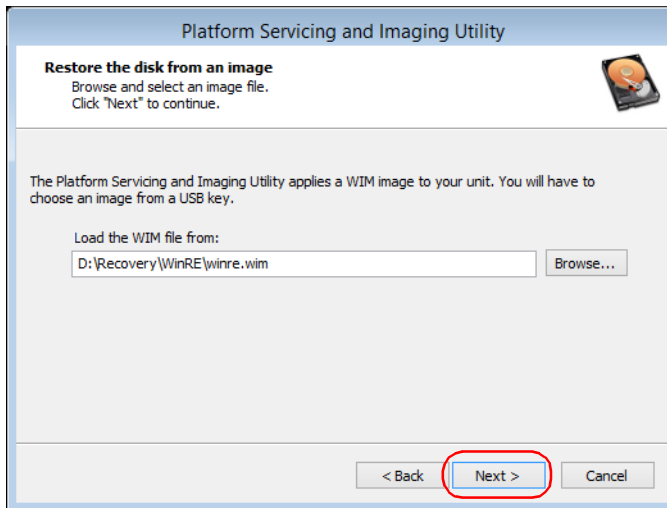 Platform Servicing and Imaging Utility
Restore the disk from an image
Browse and select an image file.
Click "Next" to continue.
The Platform Servicing and Imaging Utility applies a WIM image to your unit. You will have to
choose an image from a USB key.
Load the WIM file from:
D:\Recovery\WinRE\winre.wim
Browse...
< Back
Next >
Cancel